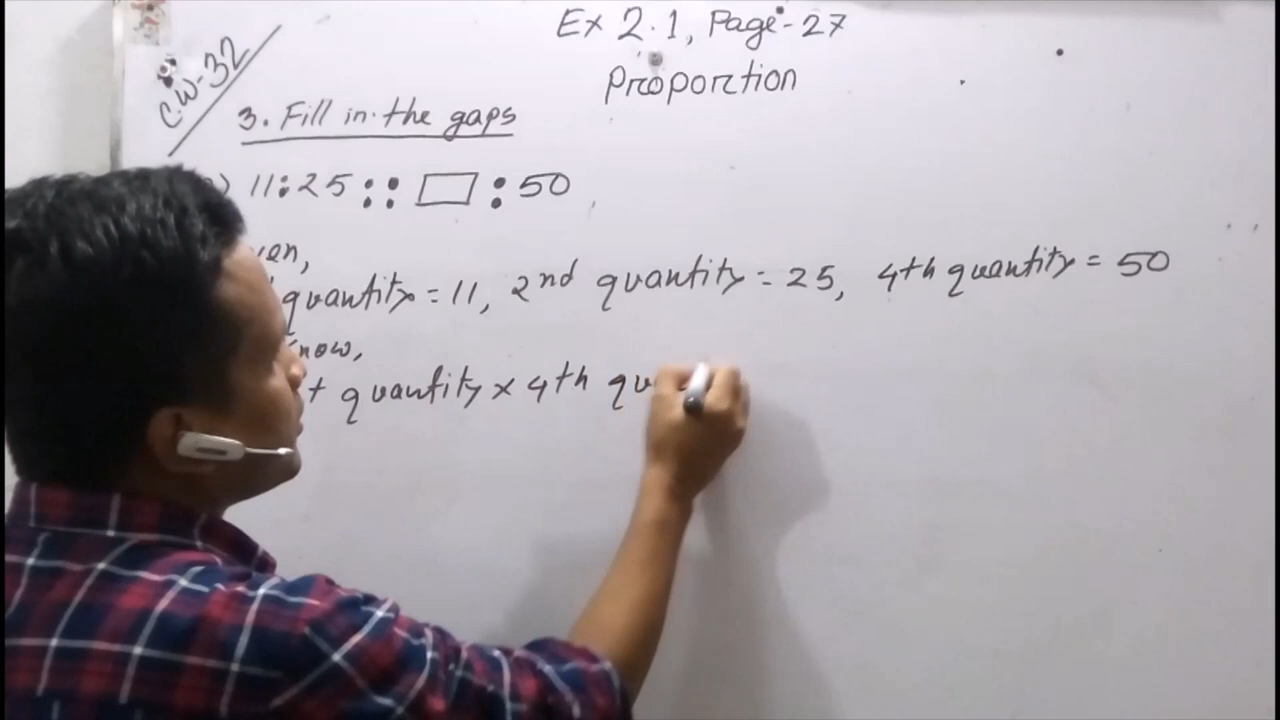 Ex 2.1, Page-27
Proportion
C.W-32
3. Fill in the gaps
) 11:25 :: □ :50
quantity = 11, 2nd quantity = 25, 4th quantity = 50
quantity × 4th